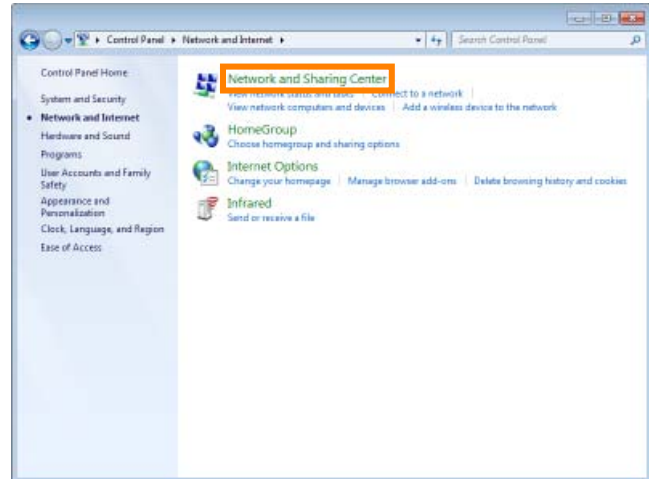 Control Panel ▸ Network and Internet ▸
Search Control Panel
Control Panel Home
System and Security
Network and Internet
Hardware and Sound
Programs
User Accounts and Family
Safety
Appearance and
Personalization
Clock, Language, and Region
Ease of Access
Network and Sharing Center
View network status and tasks
Connect to a network
View network computers and devices
Add a wireless device to the network
HomeGroup
Choose homegroup and sharing options
Internet Options
Change your homepage
Manage browser add-ons
Delete browsing history and cookies
Infrared
Send or receive a file